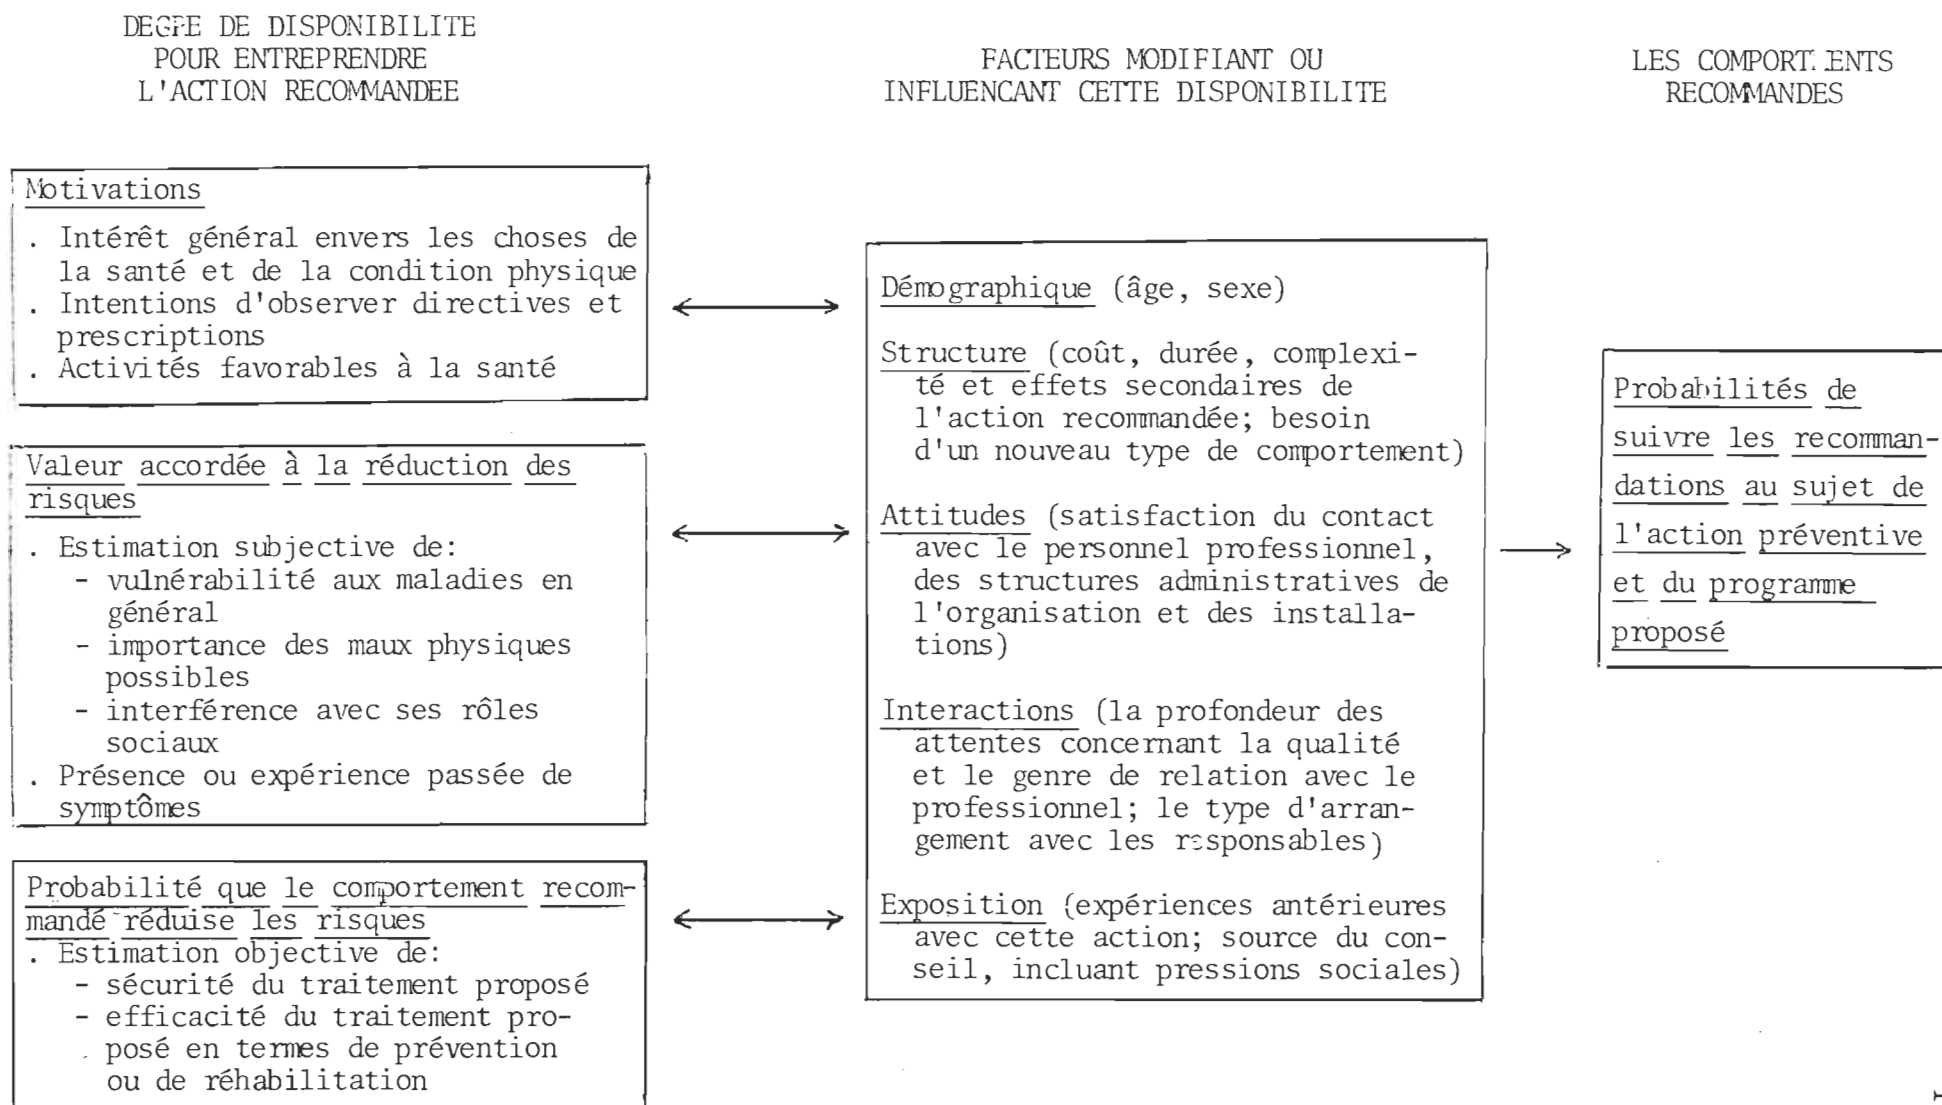 DEGRE DE DISPONIBILITE
POUR ENTREPRENDRE
L'ACTION RECOMMANDEE
FACTEURS MODIFIANT OU
INFLUENCANT CETTE DISPONIBILITE
LES COMPORT. ENTS
RECOMMANDES
Motivations
. Intérêt général envers les choses de
la santé et de la condition physique
. Intentions d'observer directives et
prescriptions
. Activités favorables à la santé
Valeur accordée à la réduction des
risques
. Estimation subjective de:
- vulnérabilité aux maladies en
général
- importance des maux physiques
possibles
- interférence avec ses rôles
sociaux
. Présence ou expérience passée de
symptômes
Probabilité que le comportement recom-
mandé réduise les risques
. Estimation objective de:
- sécurité du traitement proposé
- efficacité du traitement pro-
posé en termes de prévention
ou de réhabilitation
Démographique (âge, sexe)
Structure (coût, durée, complexi-
té et effets secondaires de
l'action recommandée; besoin
d'un nouveau type de comportement)
Attitudes (satisfaction du contact
avec le personnel professionnel,
des structures administratives de
l'organisation et des installa-
tions)
Interactions (la profondeur des
attentes concernant la qualité
et le genre de relation avec le
professionnel; le type d'arran-
gement avec les responsables)
Exposition (expériences antérieures
avec cette action; source du con-
seil, incluant pressions sociales)
Probabilités de
suivre les recomman-
dations au sujet de
l'action préventive
et du programme
proposé